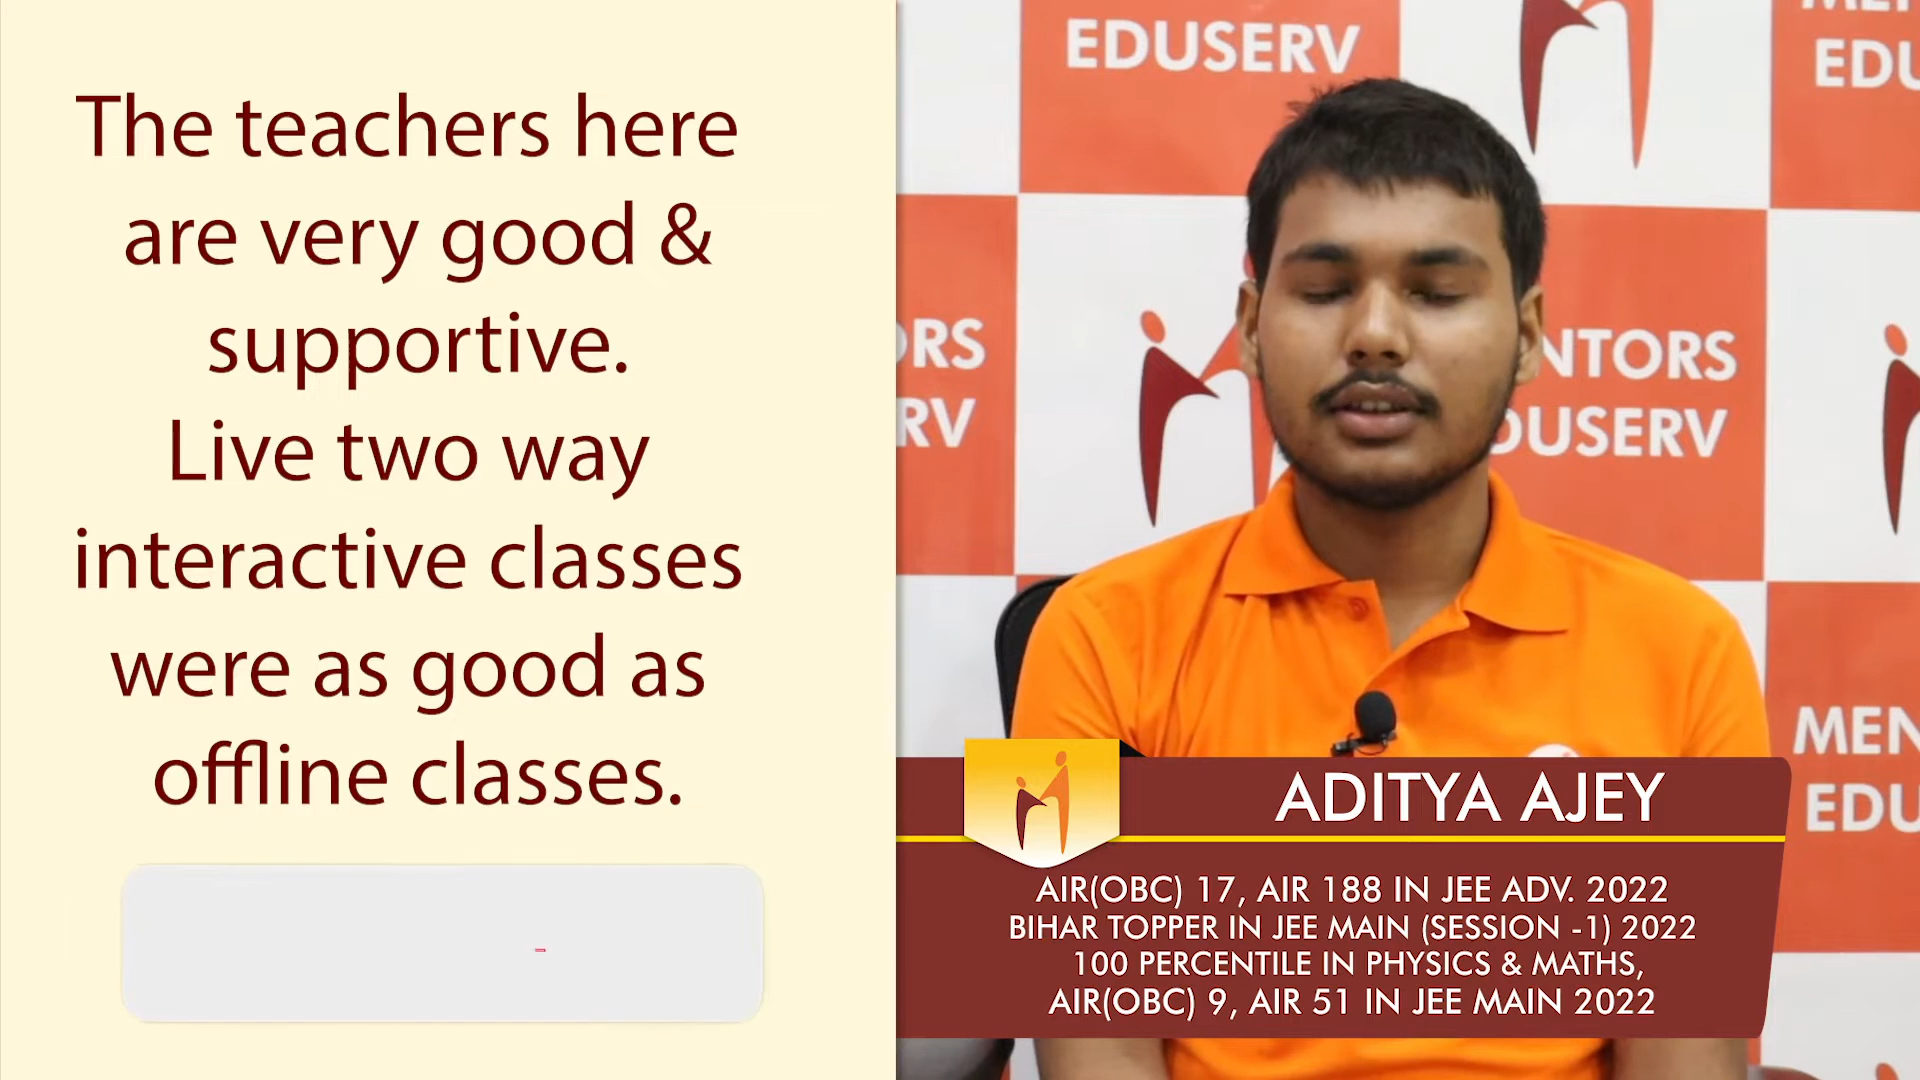 The teachers here
are very good &
supportive.
Live two way
interactive classes
were as good as
offline classes.
EDUSERV
EDU
ORS
RV
NTORS
DUSERV
MEN
EDU
ADITYA AJEY
AIR(OBC) 17, AIR 188 IN JEE ADV. 2022
BIHAR TOPPER IN JEE MAIN (SESSION -1) 2022
100 PERCENTILE IN PHYSICS & MATHS,
AIR(OBC) 9, AIR 51 IN JEE MAIN 2022